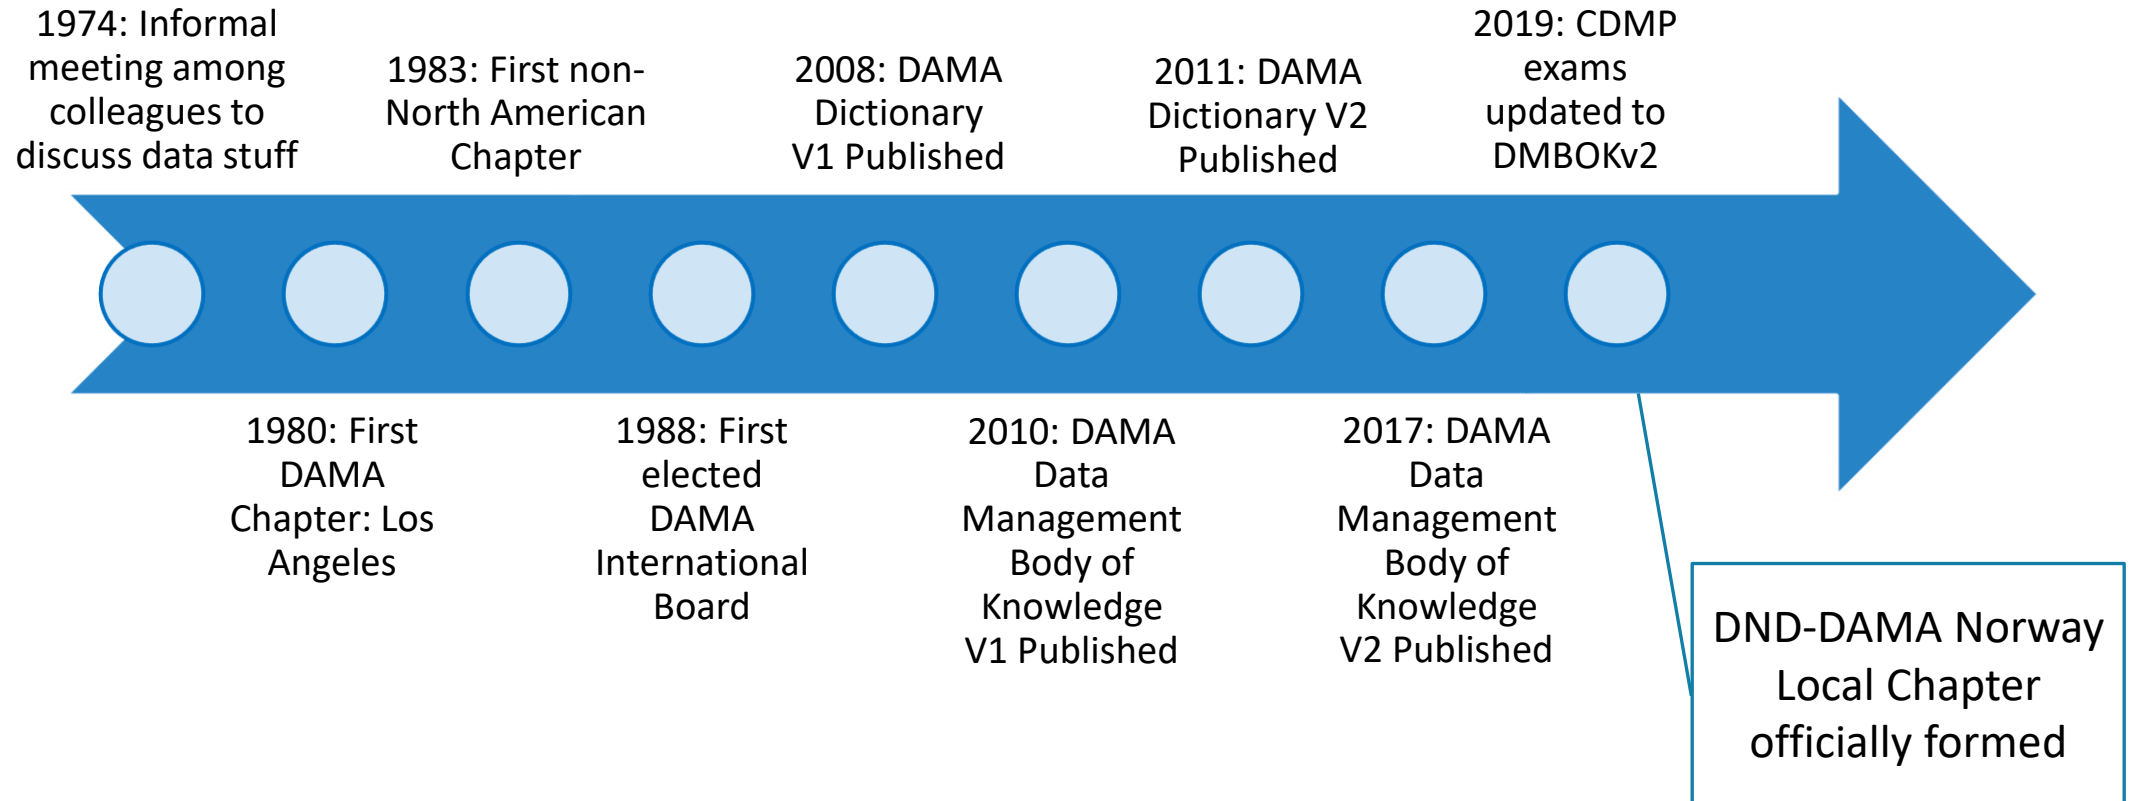 1974: Informal
meeting among
colleagues to
discuss data stuff
1980: First
DAMA
Chapter: Los
Angeles
1983: First non-
North American
Chapter
1988: First
elected
DAMA
International
Board
2008: DAMA
Dictionary
V1 Published
2010: DAMA
Data
Management
Body of
Knowledge
V1 Published
2011: DAMA
Dictionary V2
Published
2017: DAMA
Data
Management
Body of
Knowledge
V2 Published
2019: CDMP
exams
updated to
DMBOKv2
DND-DAMA Norway
Local Chapter
officially formed